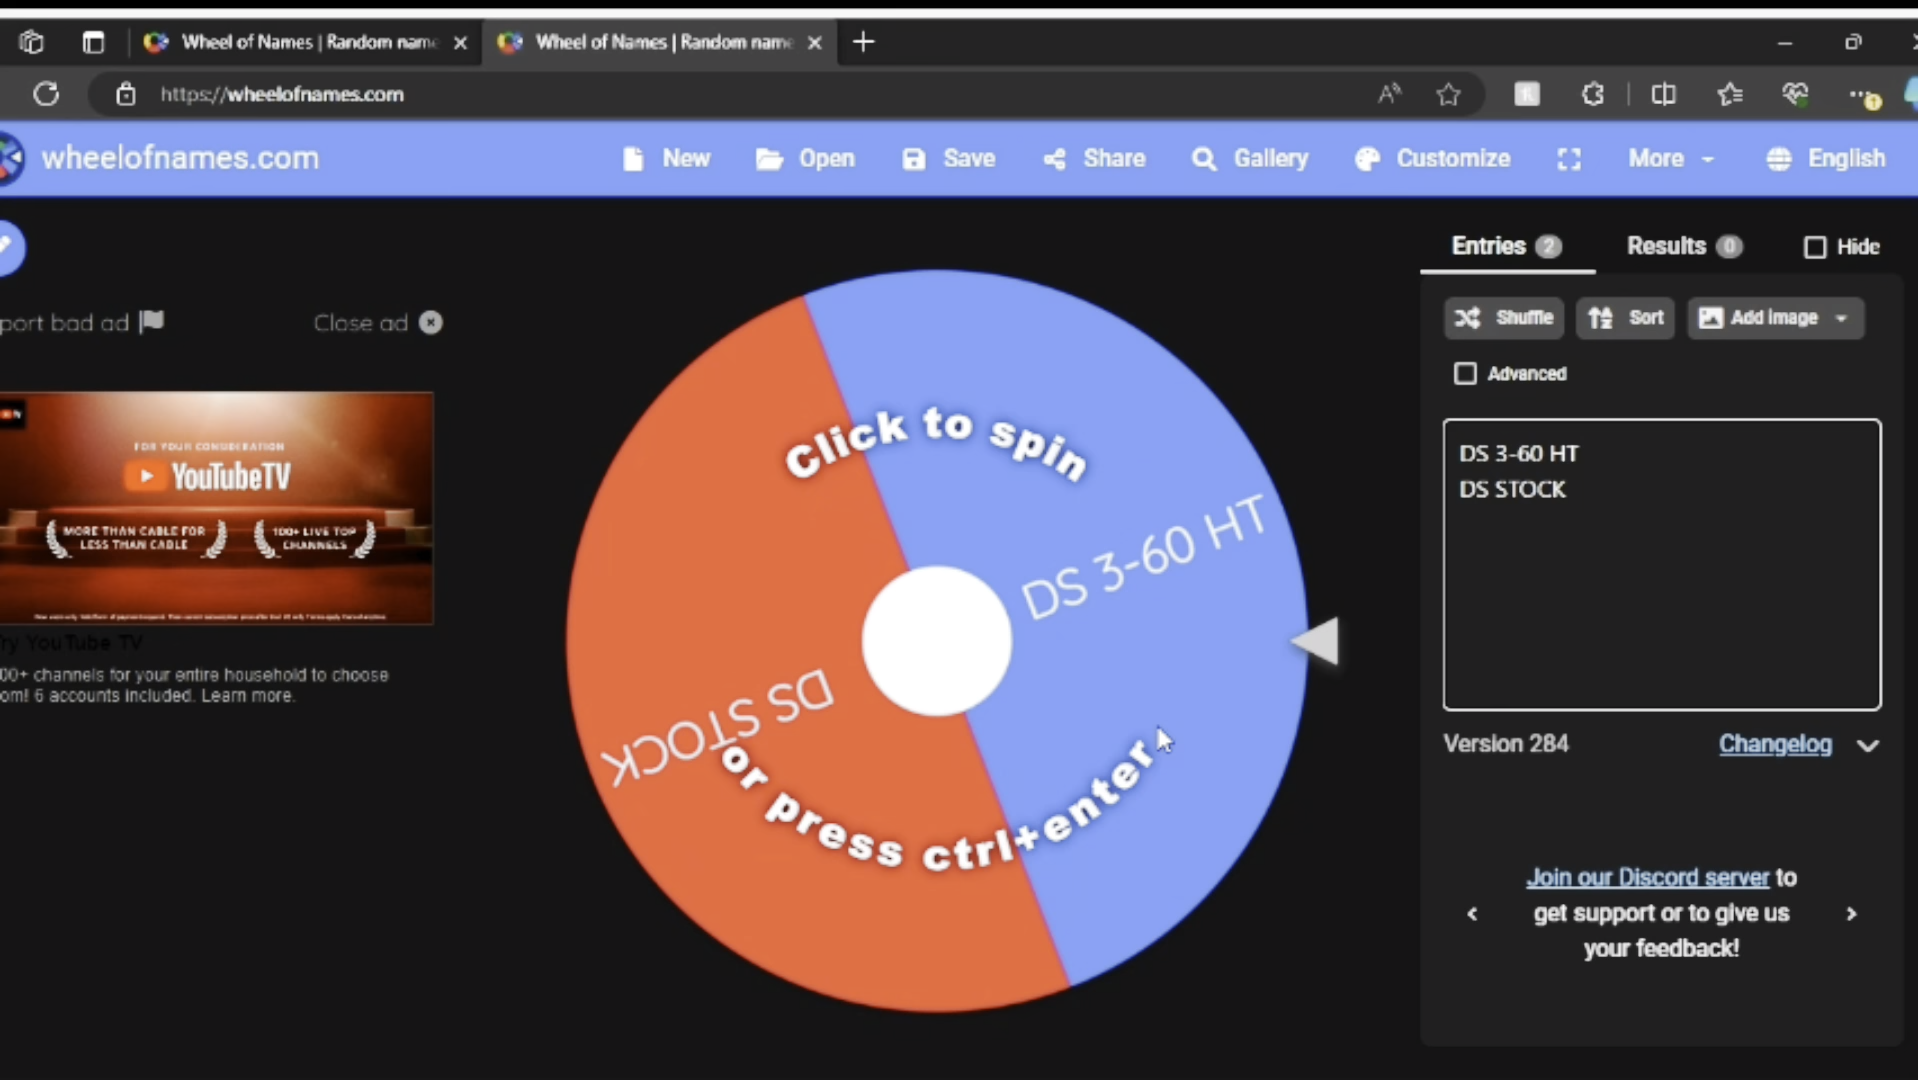 Wheel of Names | Random name
Wheel of Names | Random name
https://wheelofnames.com
wheelofnames.com
New
Open
Save
Share
Gallery
Customize
More
English
port bad ad
Close ad
FOR YOUR CONSIDERATION
YouTubeTV
MORE THAN CABLE FOR
LESS THAN CABLE
100+ LIVE TOP
CHANNELS
ry YouTube TV
00+ channels for your entire household to choose
om! 6 accounts included. Learn more.
Click to spin
DS 3-60 HT
DS STOCK
or press ctrl+enter
Entries 2
Results 0
Hide
Shuffle
Sort
Add image
Advanced
DS 3-60 HT
DS STOCK
Version 284
Changelog
Join our Discord server to
get support or to give us
your feedback!